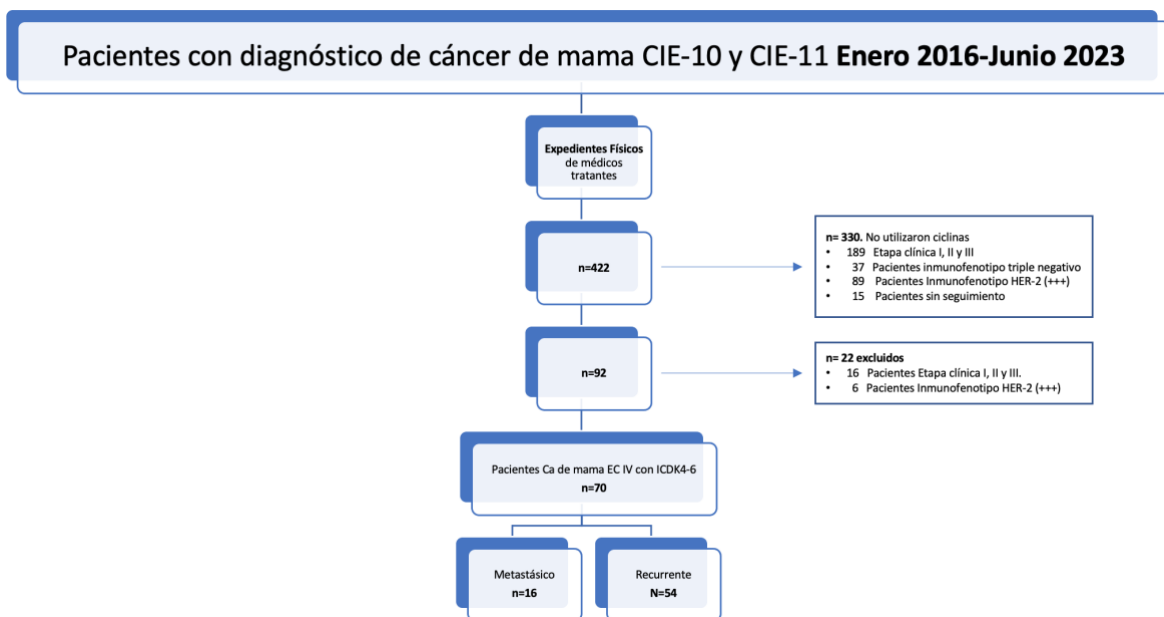 Pacientes con diagnóstico de cáncer de mama CIE-10 y CIE-11 Enero 2016-Junio 2023
Expedientes Físicos
de médicos
tratantes
n=422
n= 330. No utilizaron ciclinas
• 189 Etapa clínica I, II y III
• 37 Pacientes inmunofenotipo triple negativo
• 89 Pacientes Inmunofenotipo HER-2 (+++)
• 15 Pacientes sin seguimiento
n=92
n= 22 excluidos
• 16 Pacientes Etapa clínica I, II y III.
• 6 Pacientes Inmunofenotipo HER-2 (+++)
Pacientes Ca de mama EC IV con ICDK4-6
n=70
Metastásico
n=16
Recurrente
N=54